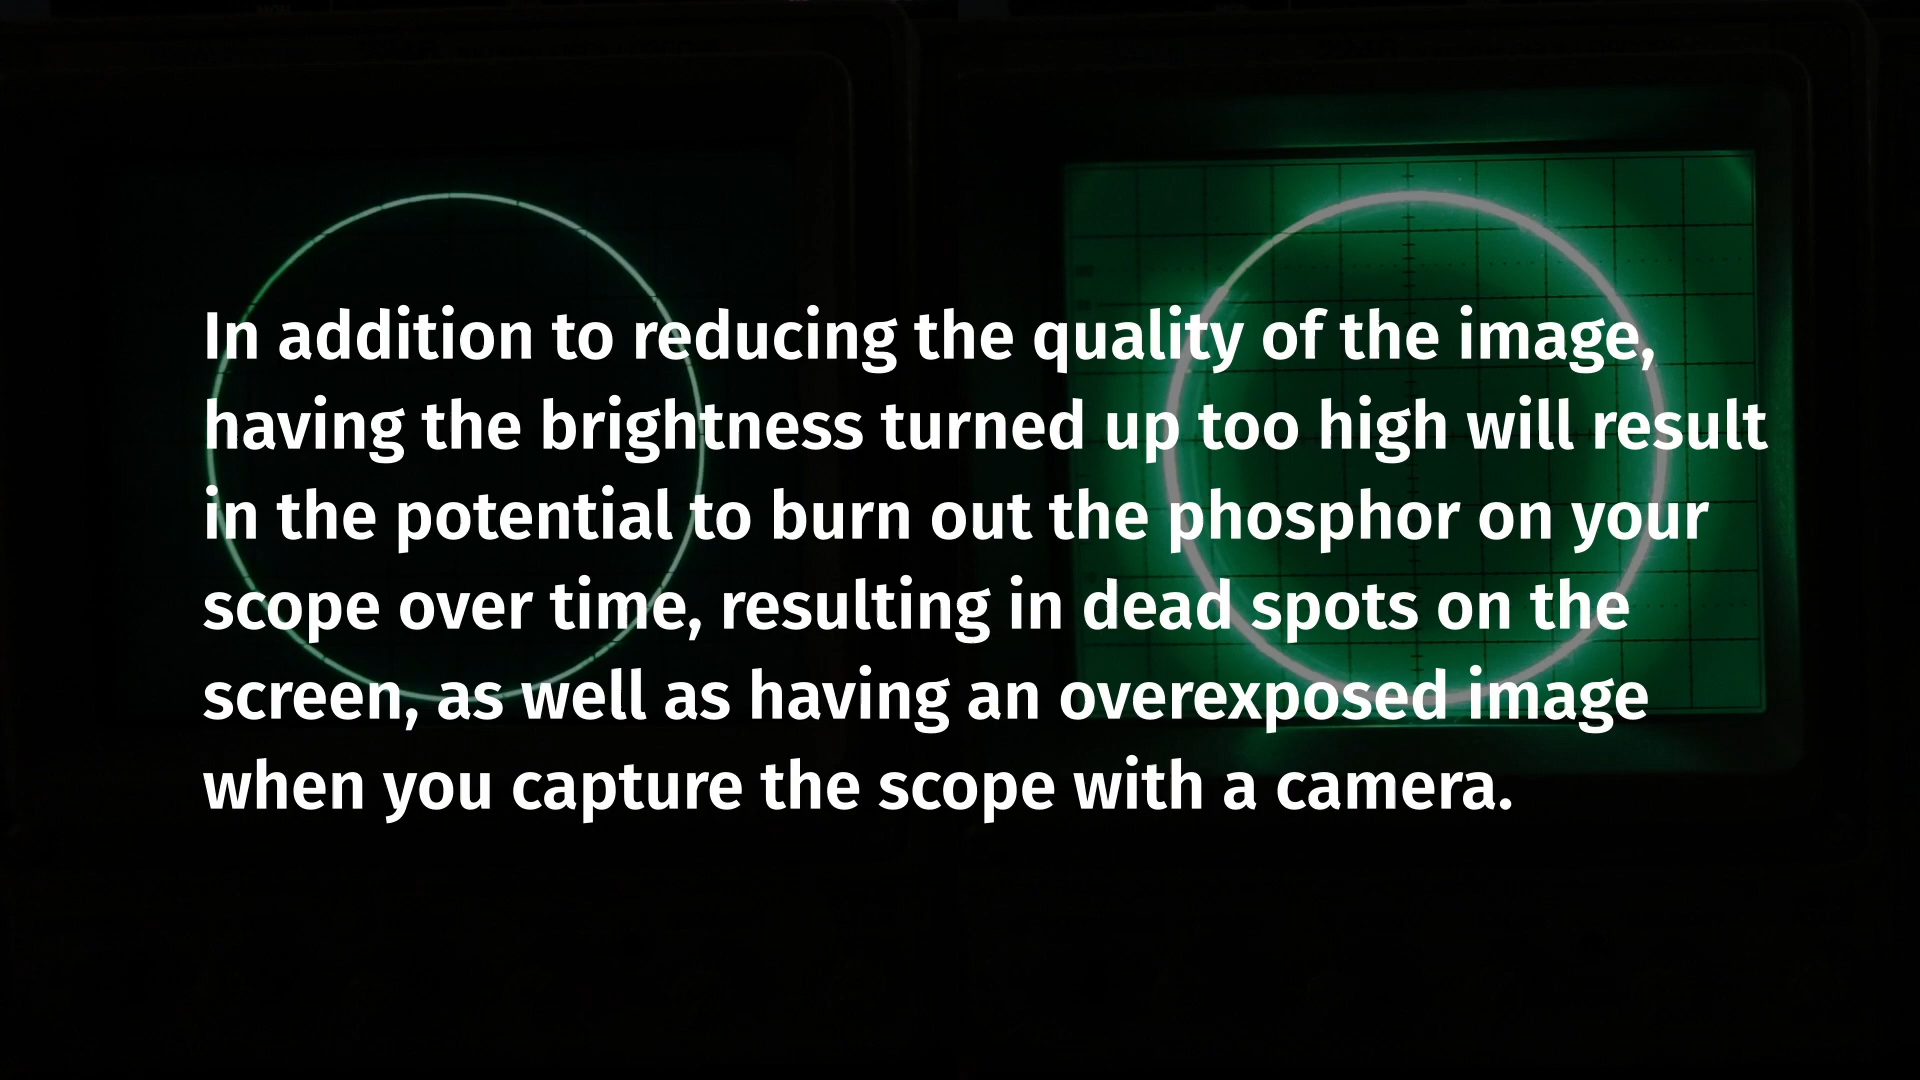 In addition to reducing the quality of the image,
having the brightness turned up too high will result
in the potential to burn out the phosphor on your
scope over time, resulting in dead spots on the
screen, as well as having an overexposed image
when you capture the scope with a camera.